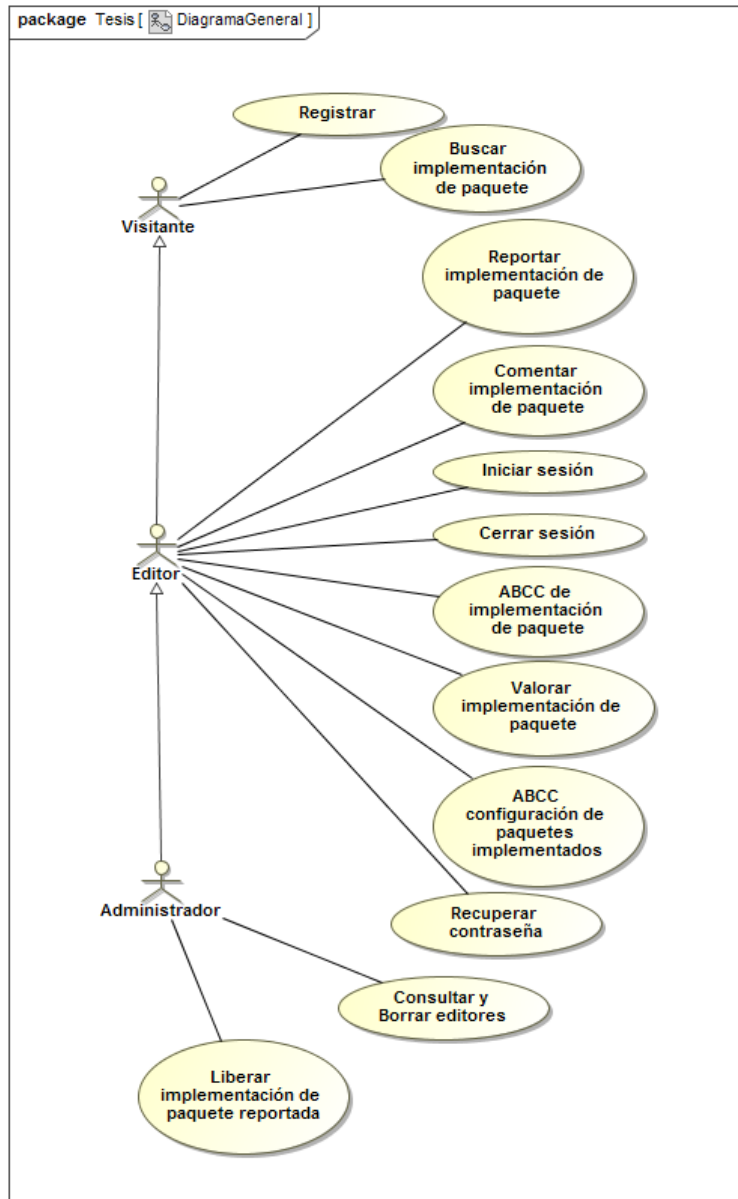 package Tesis [ DiagramaGeneral ]
Registrar
Buscar
implementación
de paquete
Visitante
Reportar
implementación de
paquete
Comentar
implementación
de paquete
Iniciar sesión
Cerrar sesión
Editor
ABCC de
implementación
de paquete
Valorar
implementación de
paquete
ABCC
configuración de
paquetes
implementados
Administrador
Recuperar
contraseña
Consultar y
Borrar editores
Liberar
implementación de
paquete reportada